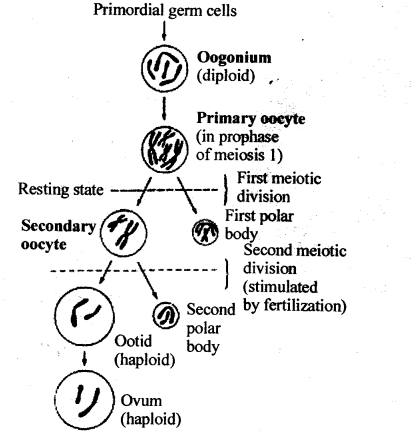 Primordial germ cells
Oogonium
(diploid)
Primary oocyte
(in prophase
of meiosis 1)
Resting state
First meiotic
division
Secondary
oocyte
First polar
body
Second meiotic
division
(stimulated
by fertilization)
Second
polar
body
Ootid
(haploid)
Ovum
(haploid)